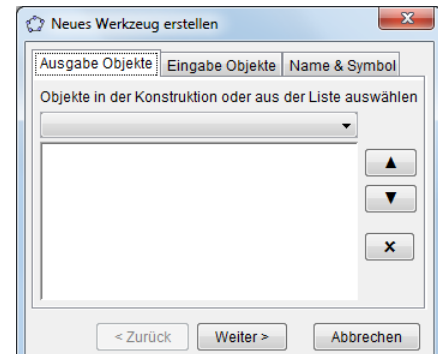 Neues Werkzeug erstellen
Ausgabe Objekte Eingabe Objekte Name & Symbol
Objekte in der Konstruktion oder aus der Liste auswählen
< Zurück Weiter > Abbrechen